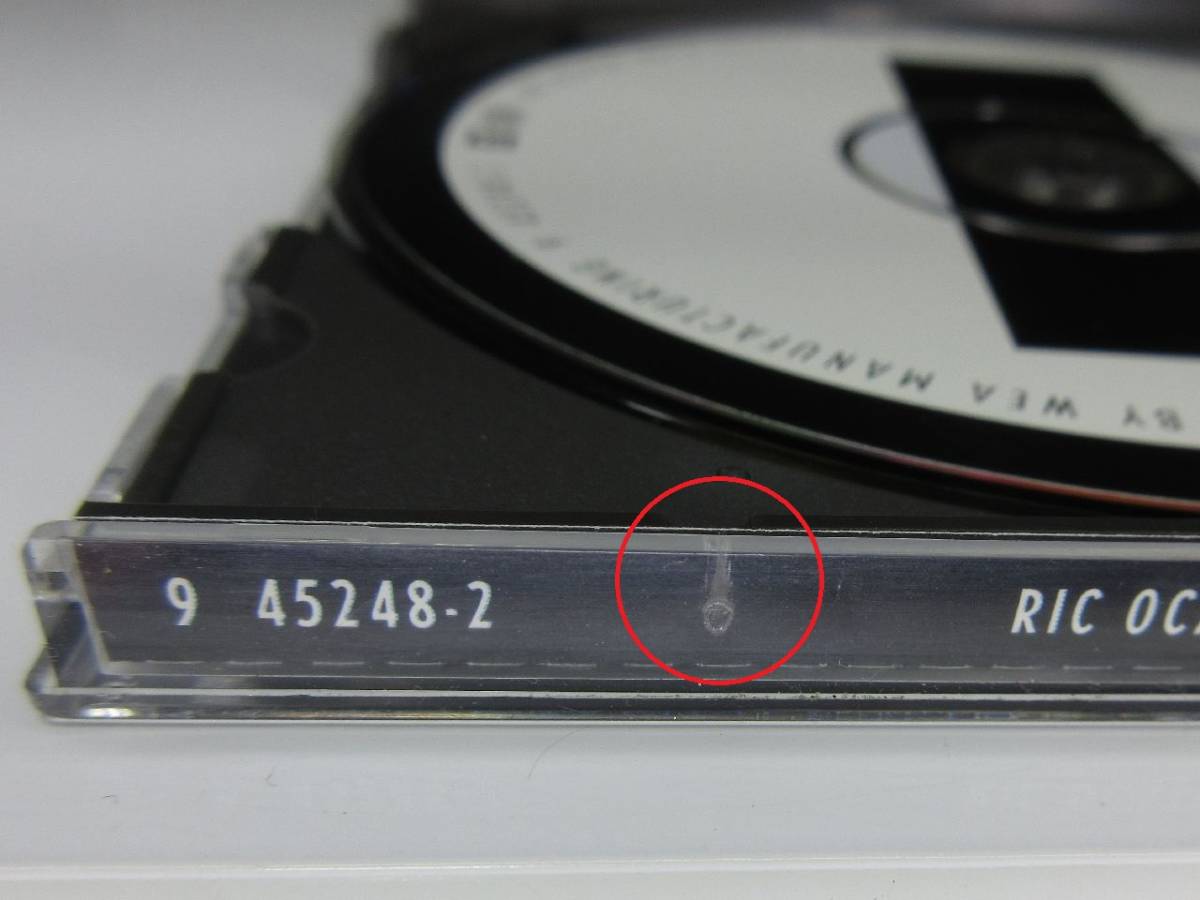 BY WEA MANUFACTURING
9 45248-2
RIC OC